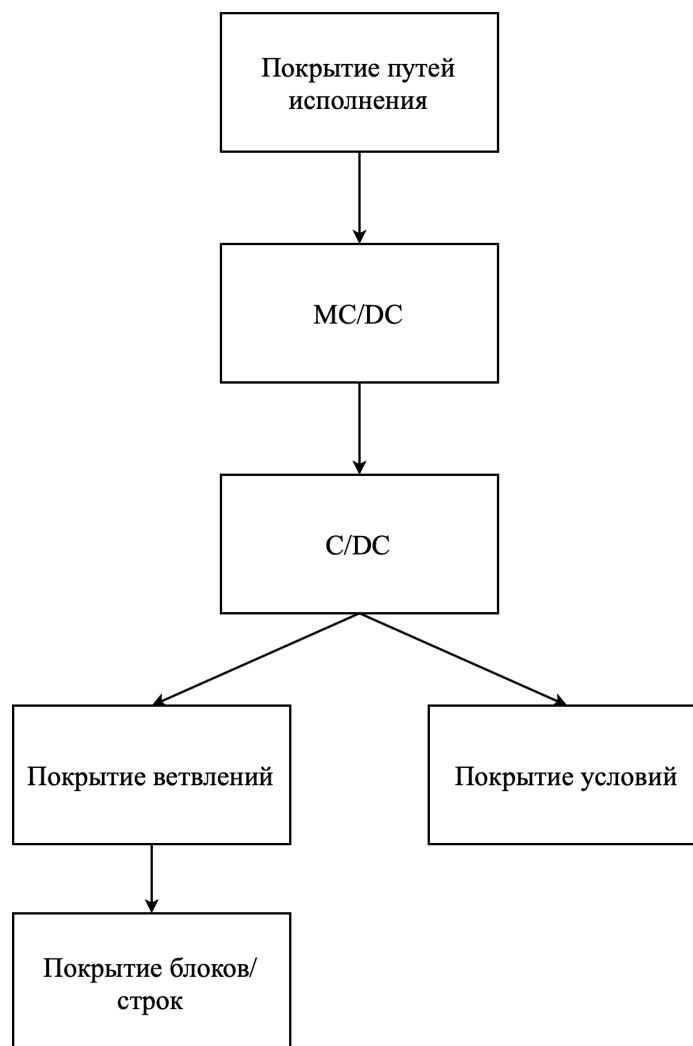 Покрытие путей
исполнения
MC/DC
C/DC
Покрытие ветвлений
Покрытие условий
Покрытие блоков/
строк